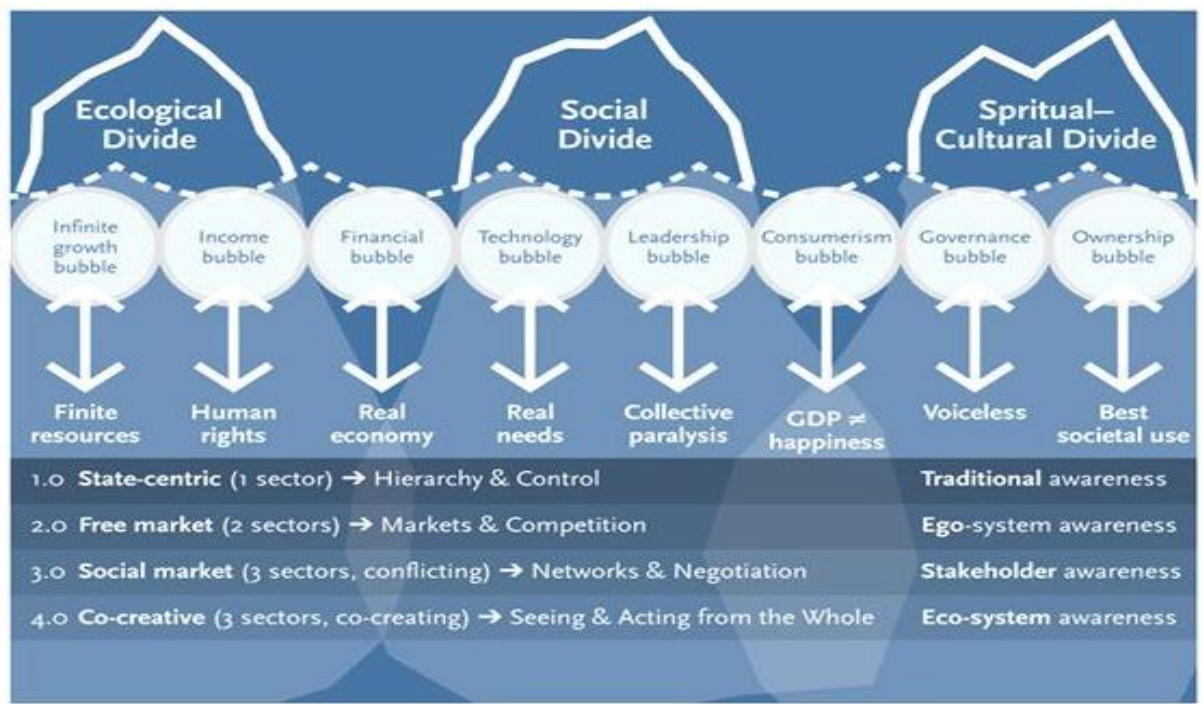 Ecological
Divide
Social
Divide
Spritual–
Cultural Divide
Infinite
growth
bubble
Income
bubble
Financial
bubble
Technology
bubble
Leadership
bubble
Consumerism
bubble
Governance
bubble
Ownership
bubble
Finite
resources
Human
rights
Real
economy
Real
needs
Collective
paralysis
GDP ≠
happiness
Voiceless
Best
societal use
1.0 State-centric (1 sector) → Hierarchy & Control Traditional awareness
2.0 Free market (2 sectors) → Markets & Competition Ego-system awareness
3.0 Social market (3 sectors, conflicting) → Networks & Negotiation Stakeholder awareness
4.0 Co-creative (3 sectors, co-creating) → Seeing & Acting from the Whole Eco-system awareness